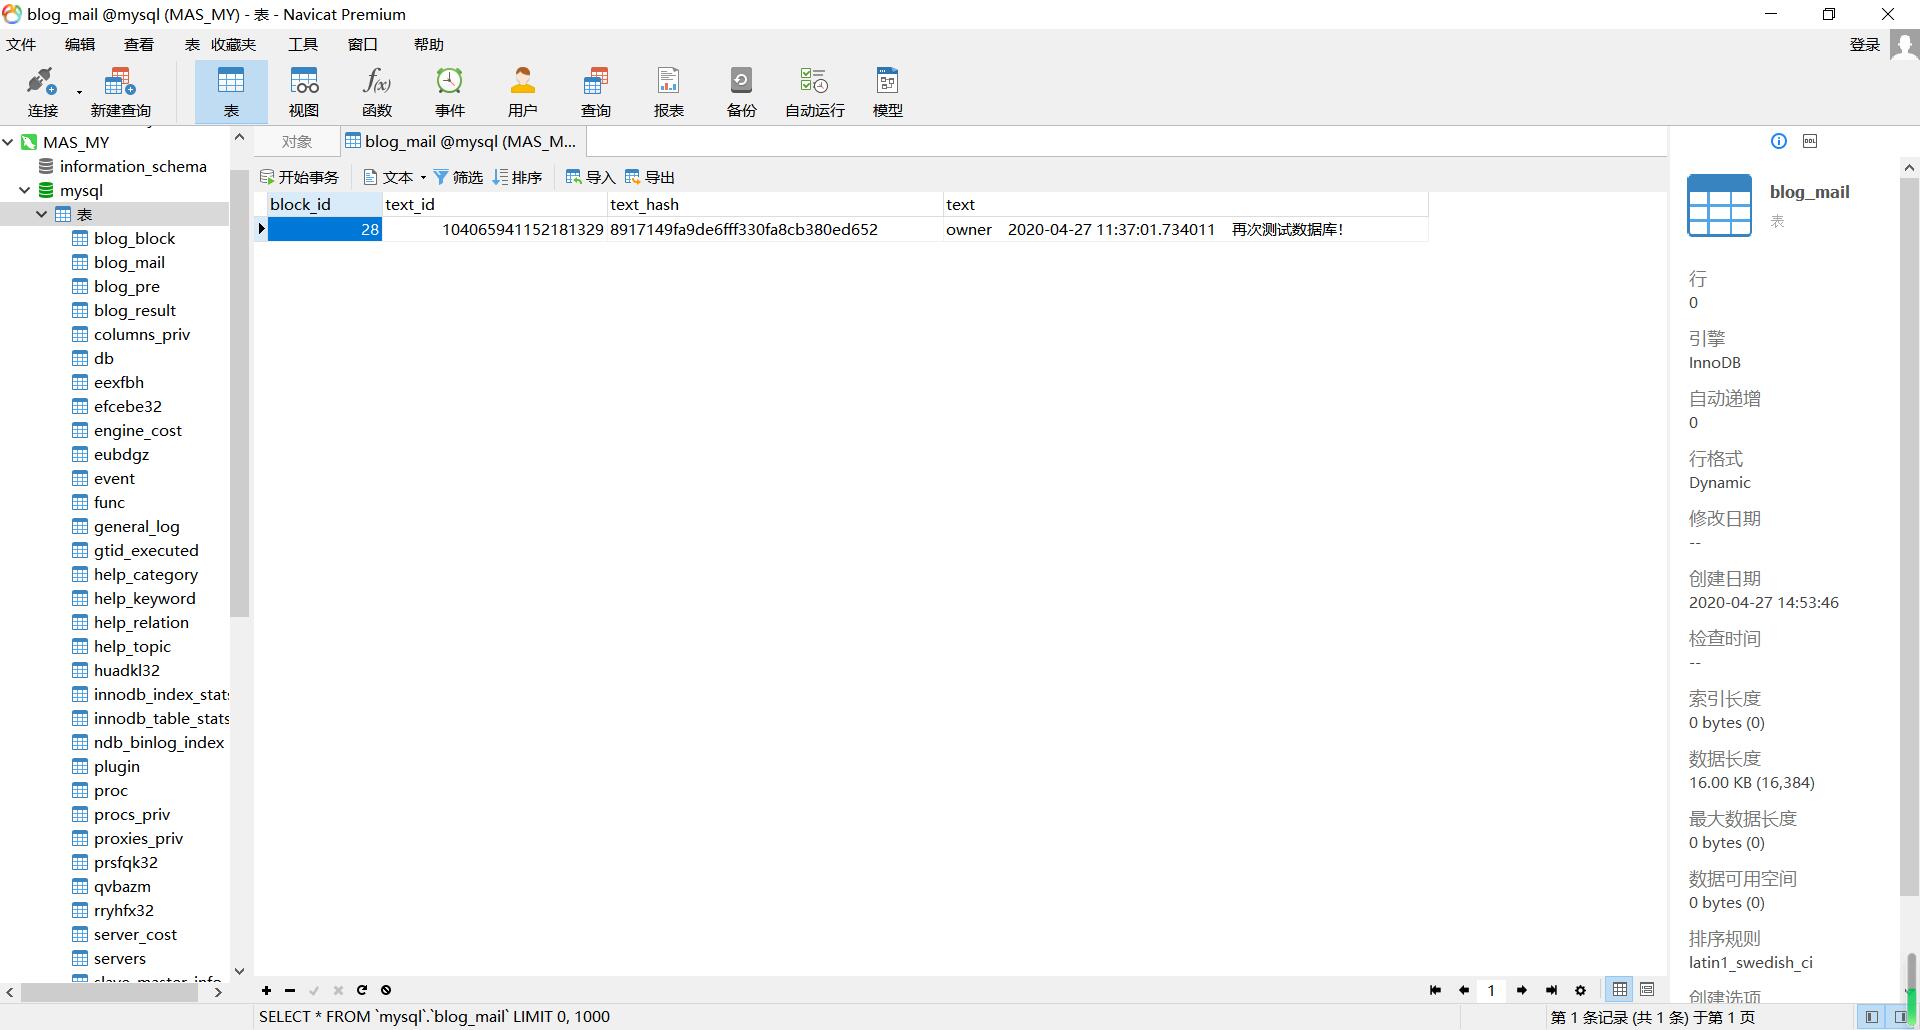 blog_mail @mysql (MAS_MY) - 表 - Navicat Premium
文件 编辑 查看 表 收藏夹 工具 窗口 帮助 登录
连接 新建查询 表 视图 函数 事件 用户 查询 报表 备份 自动运行 模型
MAS_MY
information_schema
mysql
表
blog_block
blog_mail
blog_pre
blog_result
columns_priv
db
eexfbh
efcebe32
engine_cost
eubdgz
event
func
general_log
gtid_executed
help_category
help_keyword
help_relation
help_topic
huadkl32
innodb_index_stats
innodb_table_stats
ndb_binlog_index
plugin
proc
procs_priv
proxies_priv
prsfqk32
qvbazm
rryhfx32
server_cost
servers
slave_master_info
对象 blog_mail @mysql (MAS_M...
开始事务 文本 筛选 排序 导入 导出
block_id text_id text_hash text
28 104065941152181329 8917149fa9de6fff330fa8cb380ed652 owner 2020-04-27 11:37:01.734011 再次测试数据库!
1
SELECT * FROM `mysql`.`blog_mail` LIMIT 0, 1000
第 1 条记录 (共 1 条) 于第 1 页
DDL
blog_mail
表
行
0
引擎
InnoDB
自动递增
0
行格式
Dynamic
修改日期
--
创建日期
2020-04-27 14:53:46
检查时间
--
索引长度
0 bytes (0)
数据长度
16.00 KB (16,384)
最大数据长度
0 bytes (0)
数据可用空间
0 bytes (0)
排序规则
latin1_swedish_ci
创建选项